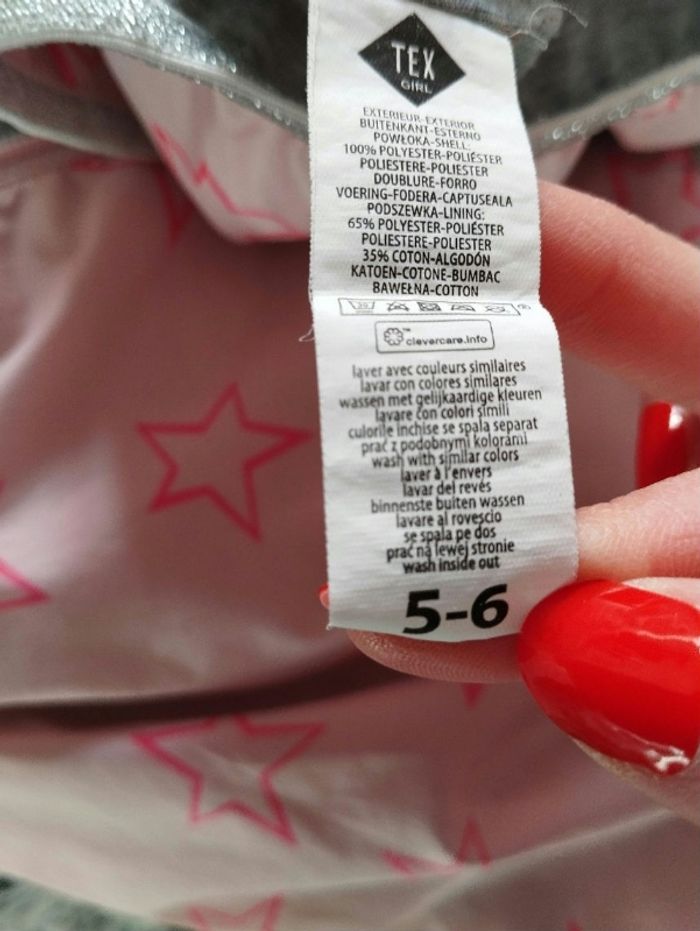 TEX
GIRL
EXTERIEUR-EXTERIOR
BUITENKANT-ESTERNO
POWŁOKA-SHELL:
100% POLYESTER-POLIÉSTER
POLIESTERE-POLIESTER
DOUBLURE-FORRO
VOERING-FODERA-CAPTUSEALA
PODSZEWKA-LINING:
65% POLYESTER-POLIÉSTER
POLIESTERE-POLIESTER
35% COTON-ALGODÓN
KATOEN-COTONE-BUMBAC
BAWEŁNA-COTTON
clevercare.info
laver avec couleurs similaires
lavar con colores similares
wassen met gelijkaardige kleuren
lavare con colori simili
culorile inchise se spala separat
prać z podobnymi kolorami
wash with similar colors
laver à l'envers
lavar del revés
binnenste buiten wassen
lavare al rovescio
se spala pe dos
prać na lewej stronie
wash inside out
5-6